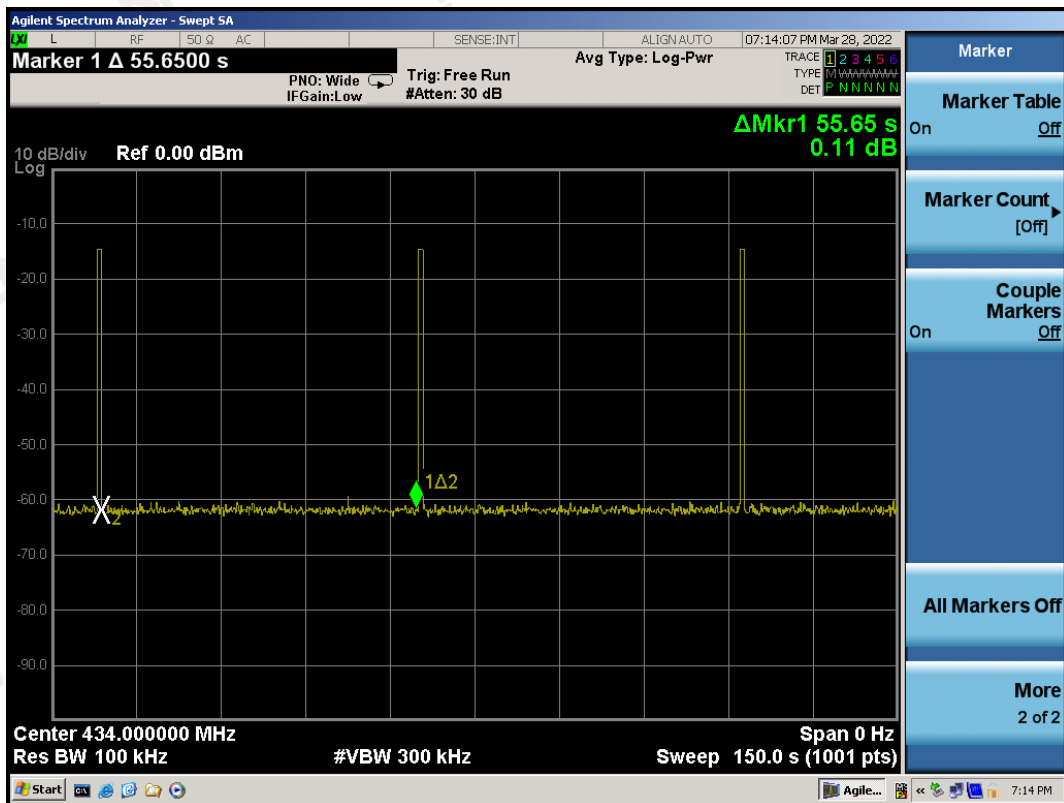 Agilent Spectrum Analyzer - Swept SA
LXI L RF 50 Ω AC SENSE:INT ALIGN AUTO 07:14:07 PM Mar 28, 2022
Marker 1 Δ 55.6500 s
PNO: Wide
IFGain:Low
Trig: Free Run
#Atten: 30 dB
Avg Type: Log-Pwr
TRACE 1 2 3 4 5 6
TYPE M
DET P N N N N N
ΔMkr1 55.65 s
0.11 dB
10 dB/div Ref 0.00 dBm
Log
-10.0
-20.0
-30.0
-40.0
-50.0
-60.0
-70.0
-80.0
-90.0
1Δ2
X2
Center 434.000000 MHz Span 0 Hz
Res BW 100 kHz #VBW 300 kHz Sweep 150.0 s (1001 pts)
Marker
Marker Table
On Off
Marker Count
[Off]
Couple
Markers
On Off
All Markers Off
More
2 of 2
Start Agile... « 7:14 PM